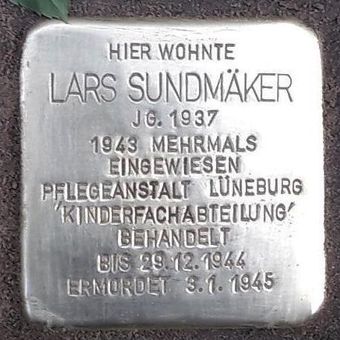 HIER WOHNTE
LARS SUNDMÄKER
JG. 1937
1943 MEHRMALS
EINGEWIESEN
PFLEGEANSTALT LÜNEBURG
'KINDERFACHABTEILUNG'
BEHANDELT
BIS 29.12.1944
ERMORDET 3.1.1945